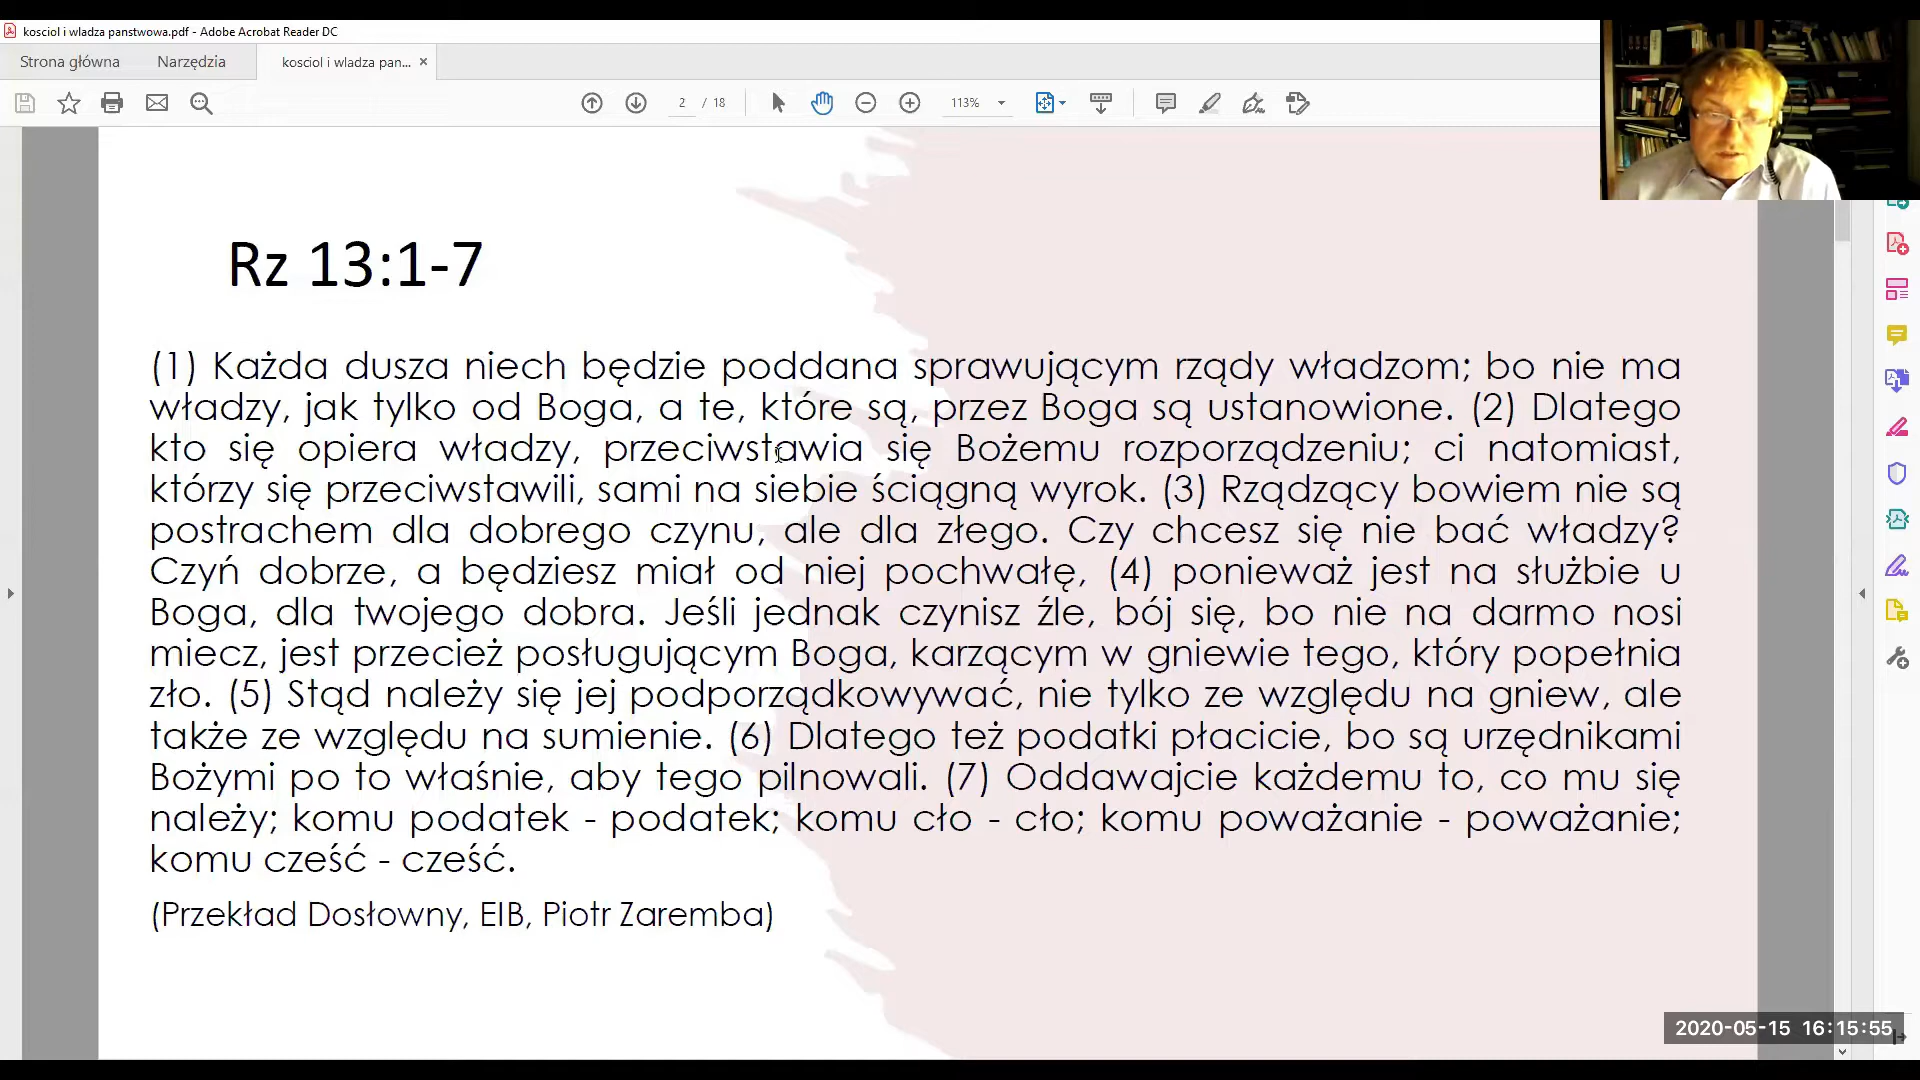 kosciol i wladza panstwowa.pdf - Adobe Acrobat Reader DC
Strona główna
Narzędzia
kosciol i wladza pan...
2 / 18
113%
Rz 13:1-7
(1) Każda dusza niech będzie poddana sprawującym rządy władzom; bo nie ma
władzy, jak tylko od Boga, a te, które są, przez Boga są ustanowione. (2) Dlatego
kto się opiera władzy, przeciwstawia się Bożemu rozporządzeniu; ci natomiast,
którzy się przeciwstawili, sami na siebie ściągną wyrok. (3) Rządzący bowiem nie są
postrachem dla dobrego czynu, ale dla złego. Czy chcesz się nie bać władzy?
Czyń dobrze, a będziesz miał od niej pochwałę, (4) ponieważ jest na służbie u
Boga, dla twojego dobra. Jeśli jednak czynisz źle, bój się, bo nie na darmo nosi
miecz, jest przecież posługującym Boga, karzącym w gniewie tego, który popełnia
zło. (5) Stąd należy się jej podporządkowywać, nie tylko ze względu na gniew, ale
także ze względu na sumienie. (6) Dlatego też podatki płacicie, bo są urzędnikami
Bożymi po to właśnie, aby tego pilnowali. (7) Oddawajcie każdemu to, co mu się
należy; komu podatek - podatek; komu cło - cło; komu poważanie - poważanie;
komu cześć - cześć.
(Przekład Dosłowny, EIB, Piotr Zaremba)
2020-05-15 16:15:55